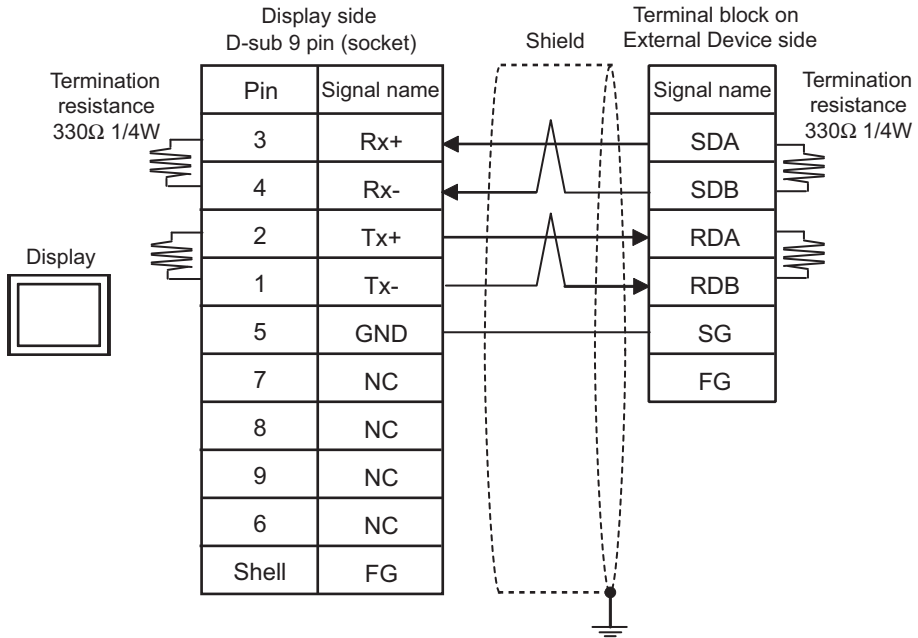 Display side
D-sub 9 pin (socket)
Shield
Terminal block on
External Device side
Termination
resistance
330Ω 1/4W
Pin Signal name
Signal name
Termination
resistance
330Ω 1/4W
3 Rx+ SDA
4 Rx- SDB
2 Tx+ RDA
Display
1 Tx- RDB
5 GND SG
7 NC FG
8 NC
9 NC
6 NC
Shell FG